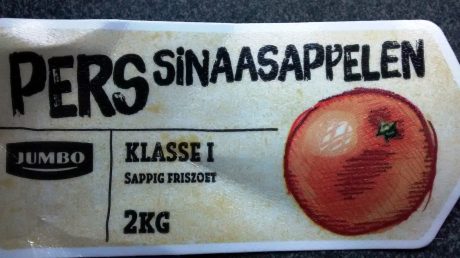 PERS SINAASAPPELEN
JUMBO
KLASSE I
SAPPIG FRISZOET
2KG